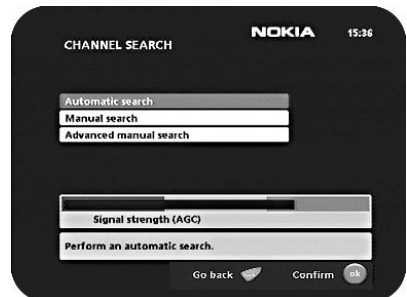 NOKIA 15:36
CHANNEL SEARCH
Automatic search
Manual search
Advanced manual search
Signal strength (AGC)
Perform an automatic search.
Go back Confirm ok